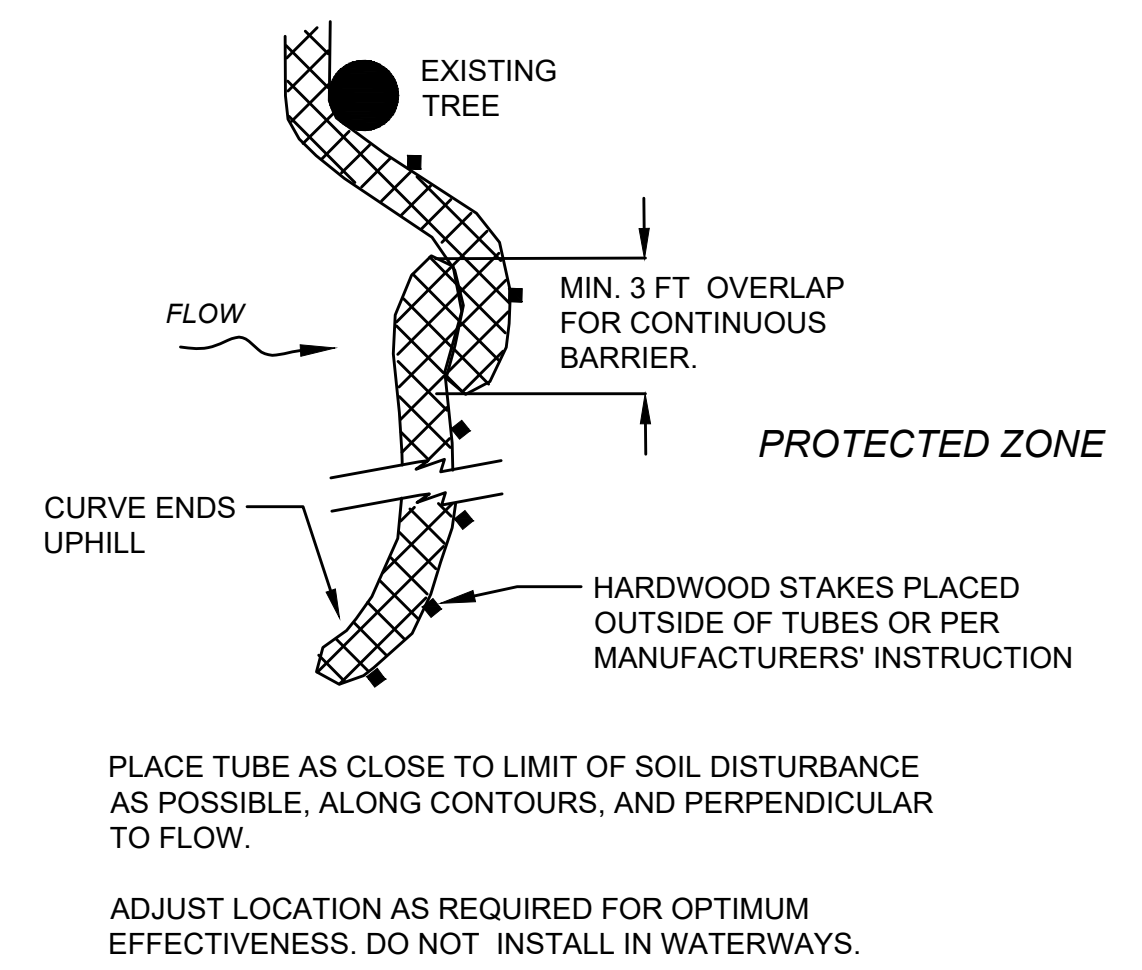 EXISTING
TREE
FLOW
MIN. 3 FT OVERLAP
FOR CONTINUOUS
BARRIER.
PROTECTED ZONE
CURVE ENDS
UPHILL
HARDWOOD STAKES PLACED
OUTSIDE OF TUBES OR PER
MANUFACTURERS' INSTRUCTION
PLACE TUBE AS CLOSE TO LIMIT OF SOIL DISTURBANCE
AS POSSIBLE, ALONG CONTOURS, AND PERPENDICULAR
TO FLOW.
ADJUST LOCATION AS REQUIRED FOR OPTIMUM
EFFECTIVENESS. DO NOT INSTALL IN WATERWAYS.